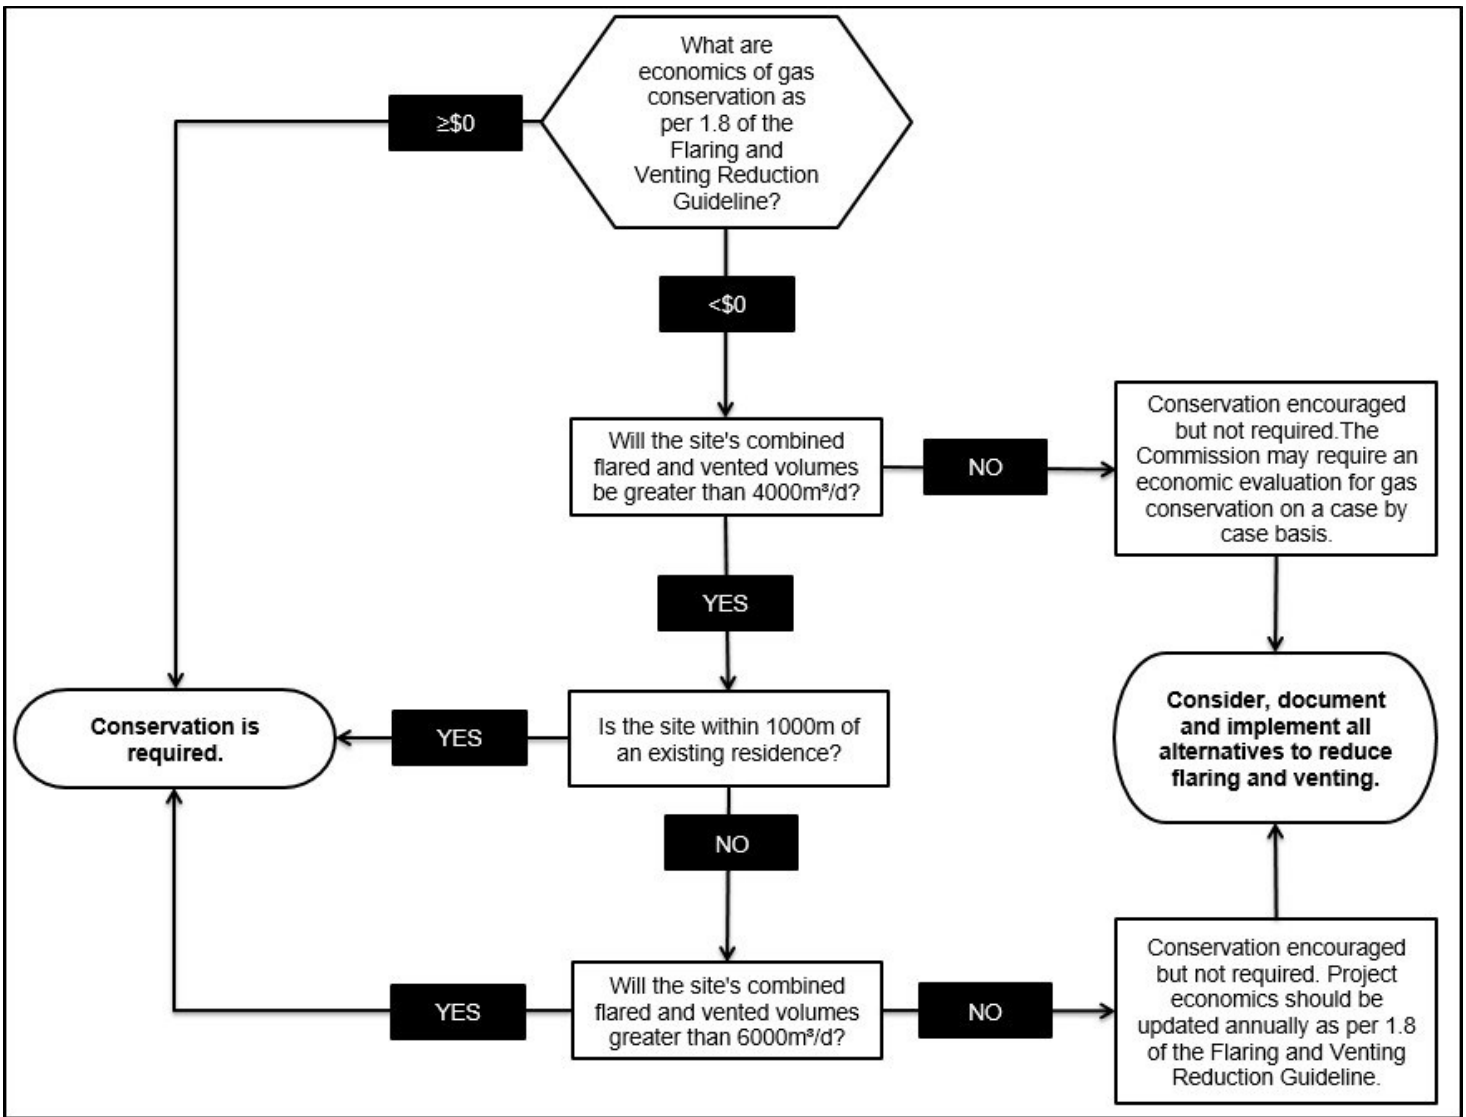 What are
economics of gas
conservation as
per 1.8 of the
Flaring and
Venting Reduction
Guideline?
≥$0
<$0
Will the site's combined
flared and vented volumes
be greater than 4000m³/d?
NO
Conservation encouraged
but not required.The
Commission may require an
economic evaluation for gas
conservation on a case by
case basis.
YES
Conservation is
required.
YES
Is the site within 1000m of
an existing residence?
Consider, document
and implement all
alternatives to reduce
flaring and venting.
NO
YES
Will the site's combined
flared and vented volumes
greater than 6000m³/d?
NO
Conservation encouraged
but not required. Project
economics should be
updated annually as per 1.8
of the Flaring and Venting
Reduction Guideline.